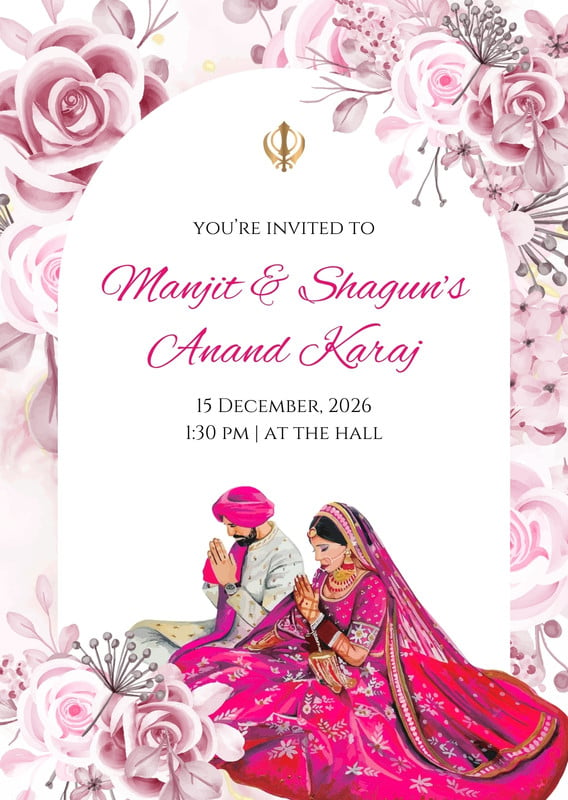 YOU'RE INVITED TO
Manjit & Shagun's
Anand Karaj
15 December, 2026
1:30 PM | AT THE HALL